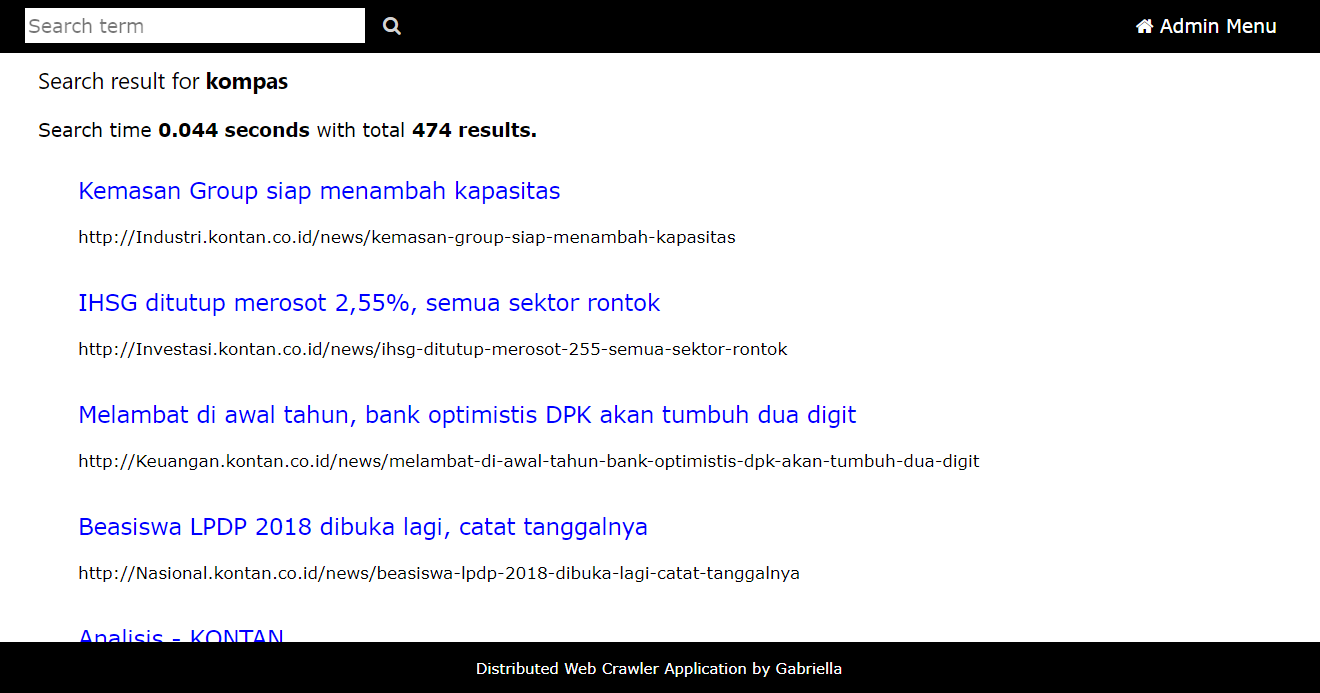 Search term
Admin Menu
Search result for kompas
Search time 0.044 seconds with total 474 results.
Kemasan Group siap menambah kapasitas
http://Industri.kontan.co.id/news/kemasan-group-siap-menambah-kapasitas
IHSG ditutup merosot 2,55%, semua sektor rontok
http://Investasi.kontan.co.id/news/ihsg-ditutup-merosot-255-semua-sektor-rontok
Melambat di awal tahun, bank optimistis DPK akan tumbuh dua digit
http://Keuangan.kontan.co.id/news/melambat-di-awal-tahun-bank-optimistis-dpk-akan-tumbuh-dua-digit
Beasiswa LPDP 2018 dibuka lagi, catat tanggalnya
http://Nasional.kontan.co.id/news/beasiswa-lpdp-2018-dibuka-lagi-catat-tanggalnya
Analisis - KONTAN
Distributed Web Crawler Application by Gabriella